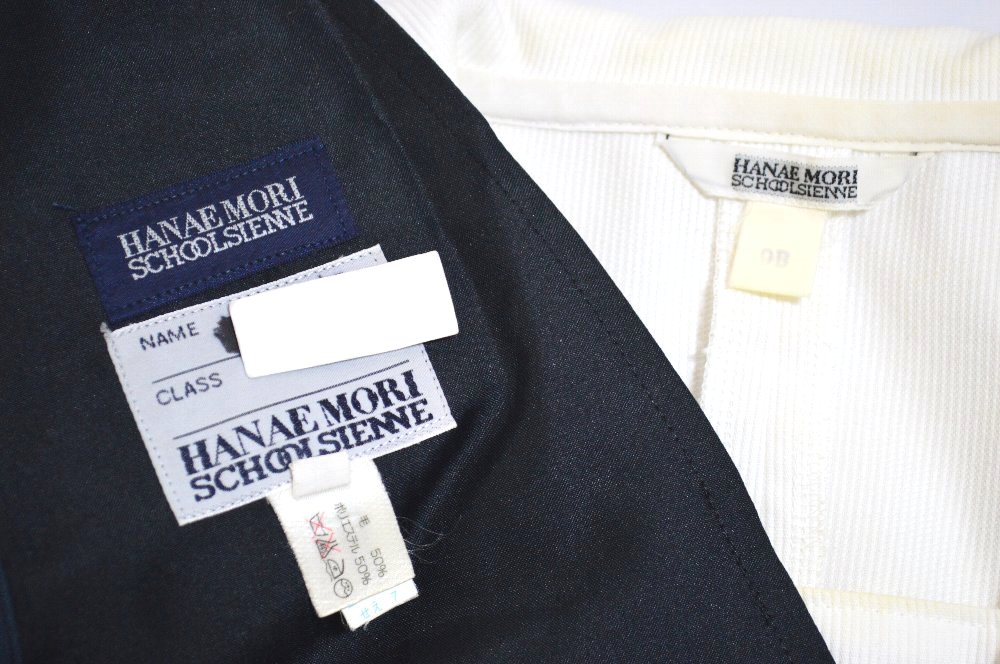 HANAE MORI
SCHOOLSIENNE
NAME
CLASS
HANAE MORI
SCHOOLSIENNE
毛 50%
ポリエステル 50%
HANAE MORI
SCHOOLSIENNE
9B